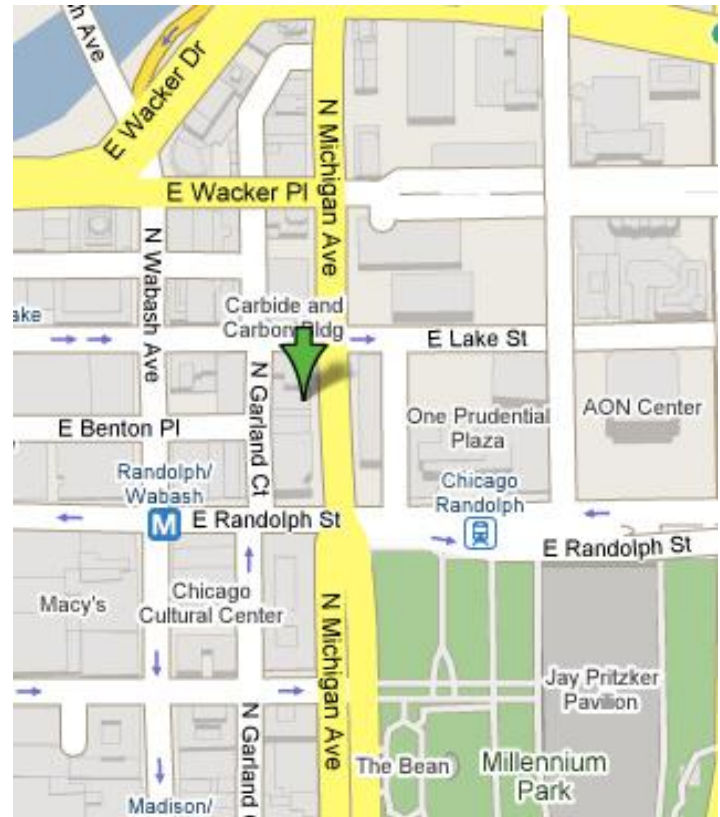 h Ave
E Wacker Dr
N Michigan Ave
E Wacker Pl
N Wabash Ave
ake
Carbide and
Carbon Bldg
E Lake St
N Garland Ct
E Benton Pl
One Prudential
Plaza
AON Center
Randolph/
Wabash
M
Chicago
Randolph
E Randolph St
E Randolph St
Macy's
Chicago
Cultural Center
N Michigan Ave
Jay Pritzker
Pavilion
N Garland
The Bean
Millennium
Park
Madison/